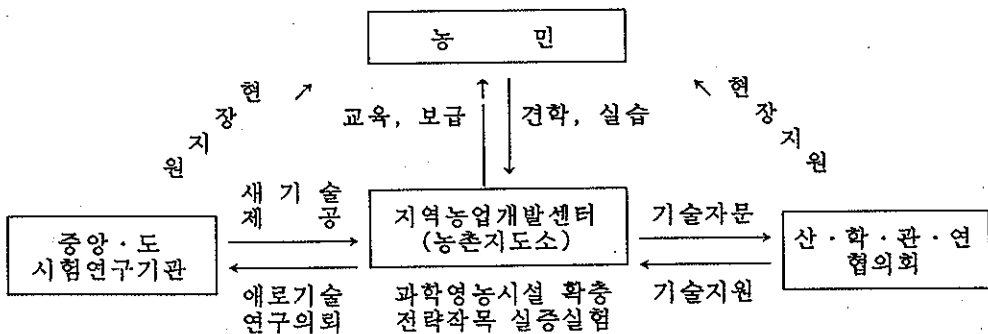 농 민
현장지원
현장지원
교육, 보급
견학, 실습
새 기 술
제 공
지역농업개발센터
(농촌지도소)
기술자문
중앙·도
시험연구기관
산·학·관·연
협의회
애로기술
연구의뢰
과학영농시설 확충
전략작목 실증실험
기술지원